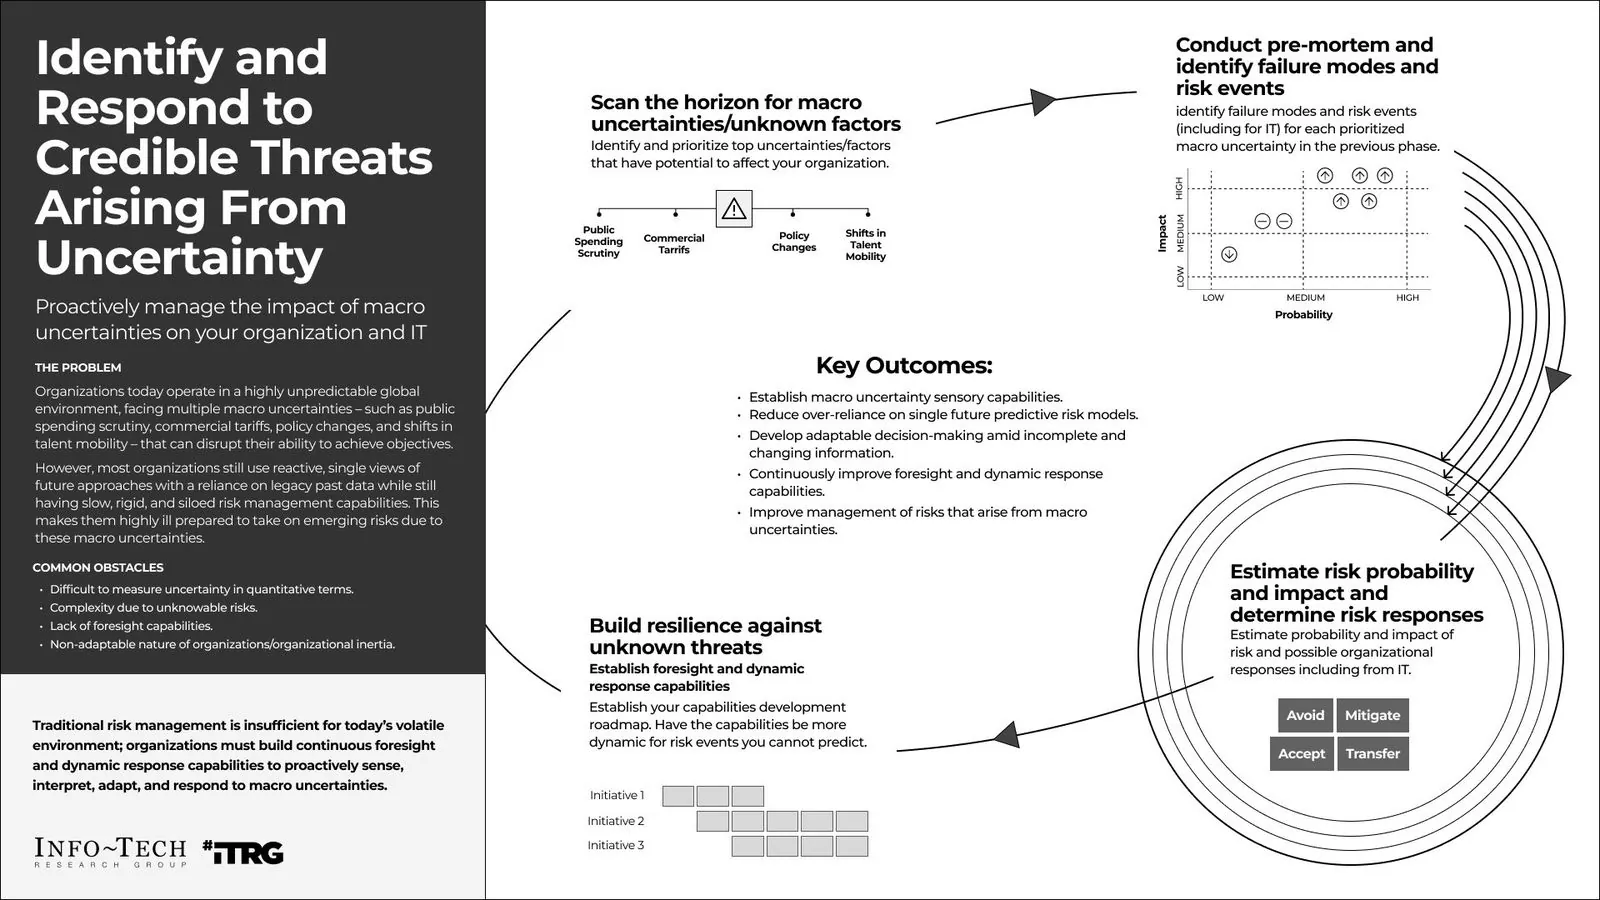 Identify and
Respond to
Credible Threats
Arising From
Uncertainty
Proactively manage the impact of macro
uncertainties on your organization and IT
THE PROBLEM
Organizations today operate in a highly unpredictable global
environment, facing multiple macro uncertainties – such as public
spending scrutiny, commercial tariffs, policy changes, and shifts in
talent mobility – that can disrupt their ability to achieve objectives.
However, most organizations still use reactive, single views of
future approaches with a reliance on legacy past data while still
having slow, rigid, and siloed risk management capabilities. This
makes them highly ill prepared to take on emerging risks due to
these macro uncertainties.
COMMON OBSTACLES
• Difficult to measure uncertainty in quantitative terms.
• Complexity due to unknowable risks.
• Lack of foresight capabilities.
• Non-adaptable nature of organizations/organizational inertia.
Traditional risk management is insufficient for today's volatile
environment; organizations must build continuous foresight
and dynamic response capabilities to proactively sense,
interpret, adapt, and respond to macro uncertainties.
INFO~TECH
RESEARCH GROUP
#iTRG
Scan the horizon for macro
uncertainties/unknown factors
Identify and prioritize top uncertainties/factors
that have potential to affect your organization.
Public
Spending
Scrutiny
Commercial
Tarrifs
Policy
Changes
Shifts in
Talent
Mobility
Conduct pre-mortem and
identify failure modes and
risk events
identify failure modes and risk events
(including for IT) for each prioritized
macro uncertainty in the previous phase.
Impact
HIGH
MEDIUM
LOW
LOW
MEDIUM
HIGH
Probability
Key Outcomes:
• Establish macro uncertainty sensory capabilities.
• Reduce over-reliance on single future predictive risk models.
• Develop adaptable decision-making amid incomplete and
changing information.
• Continuously improve foresight and dynamic response
capabilities.
• Improve management of risks that arise from macro
uncertainties.
Estimate risk probability
and impact and
determine risk responses
Estimate probability and impact of
risk and possible organizational
responses including from IT.
Avoid
Mitigate
Accept
Transfer
Build resilience against
unknown threats
Establish foresight and dynamic
response capabilities
Establish your capabilities development
roadmap. Have the capabilities be more
dynamic for risk events you cannot predict.
Initiative 1
Initiative 2
Initiative 3